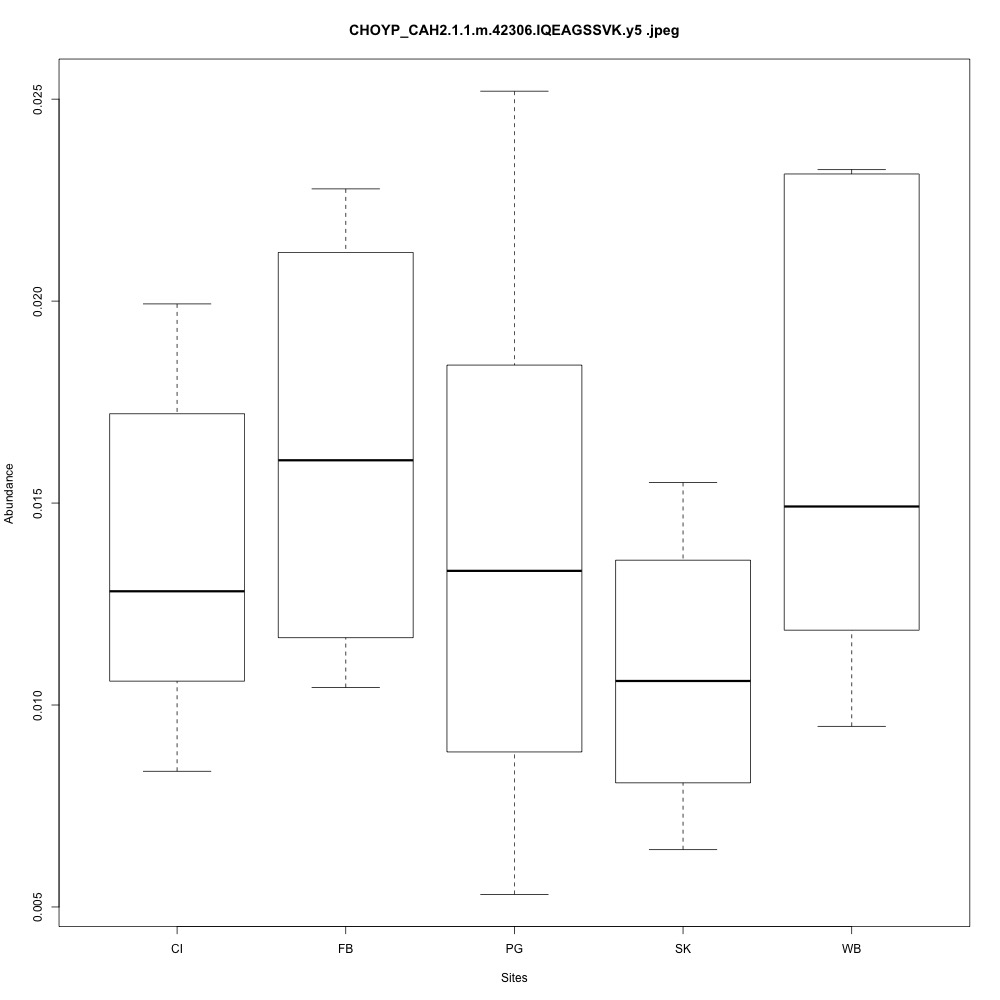 CHOYP_CAH2.1.1.m.42306.IQEAGSSVK.y5 .jpeg
0.025
0.020
0.015
0.010
0.005
Abundance
CI FB PG SK WB
Sites